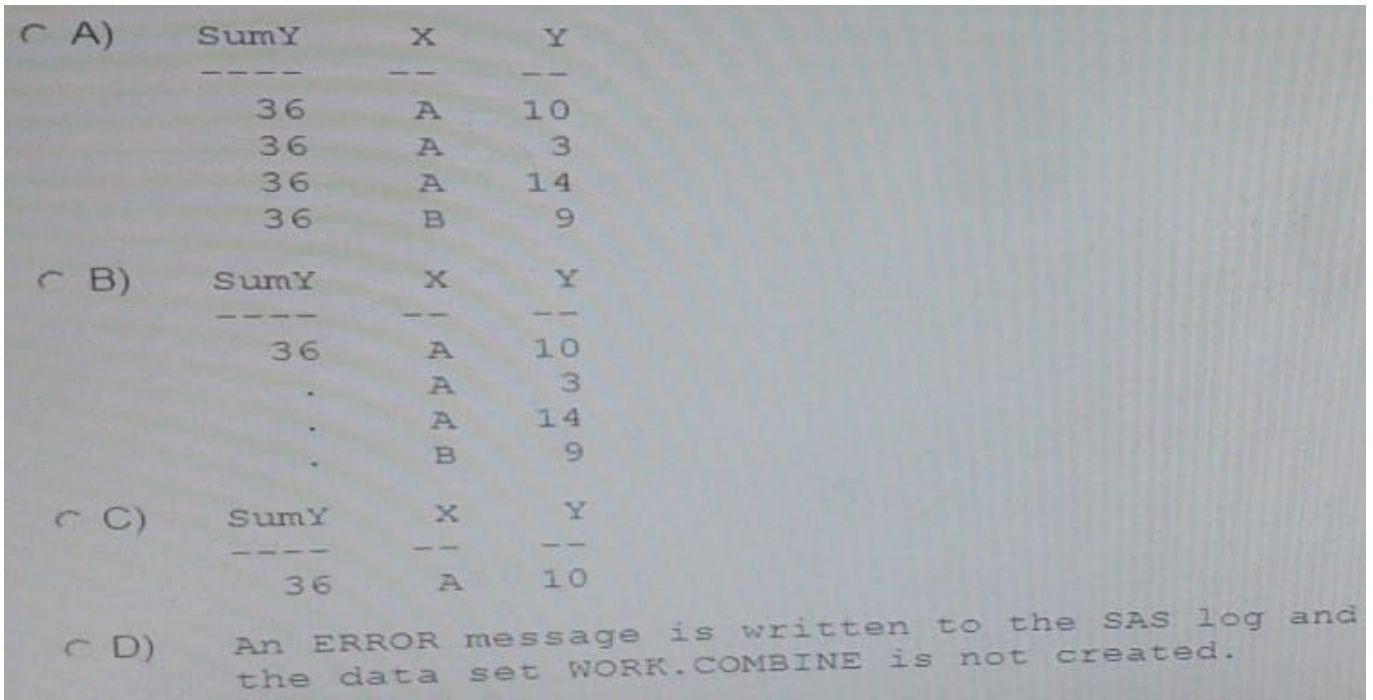 A) SumY X Y
---- -- --
36 A 10
36 A 3
36 A 14
36 B 9
B) SumY X Y
---- -- --
36 A 10
. A 3
. A 14
. B 9
C) SumY X Y
---- -- --
36 A 10
D) An ERROR message is written to the SAS log and
the data set WORK.COMBINE is not created.